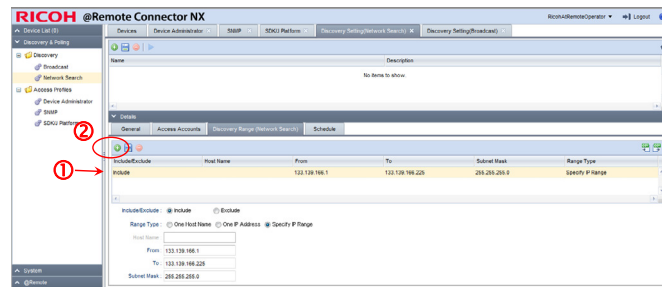 RICOH @Remote Connector NX
RicohAtRemoteOperator Logout
Device List (0)
Devices Device Administrator SNMP SDK/J Platform Discovery Setting(Network Search) Discovery Setting(Broadcast)
Discovery & Polling
Discovery
Broadcast
Network Search
Access Profiles
Device Administrator
SNMP
SDK/J Platform
Name Description
No items to show.
Details
General Access Accounts Discovery Range (Network Search) Schedule
②
①
Include/Exclude Host Name From To Subnet Mask Range Type
Include 133.139.166.1 133.139.166.225 255.255.255.0 Specify IP Range
Include/Exclude : Include Exclude
Range Type : One Host Name One IP Address Specify IP Range
Host Name :
From : 133.139.166.1
To : 133.139.166.225
Subnet Mask : 255.255.255.0
System
@Remote